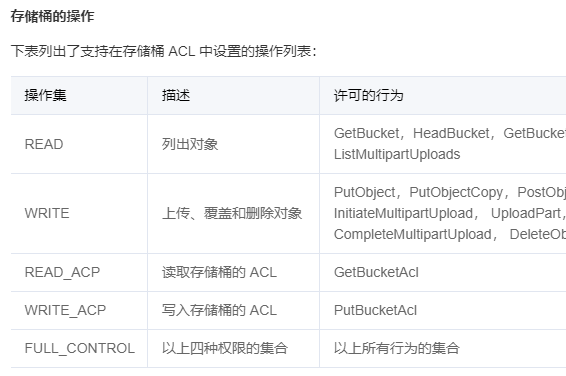 存储桶的操作
下表列出了支持在存储桶 ACL 中设置的操作列表：
操作集 描述 许可的行为
READ 列出对象 GetBucket，HeadBucket，GetBucket
ListMultipartUploads
WRITE 上传、覆盖和删除对象 PutObject，PutObjectCopy，PostObj
InitiateMultipartUpload， UploadPart，
CompleteMultipartUpload， DeleteOb
READ_ACP 读取存储桶的 ACL GetBucketAcl
WRITE_ACP 写入存储桶的 ACL PutBucketAcl
FULL_CONTROL 以上四种权限的集合 以上所有行为的集合